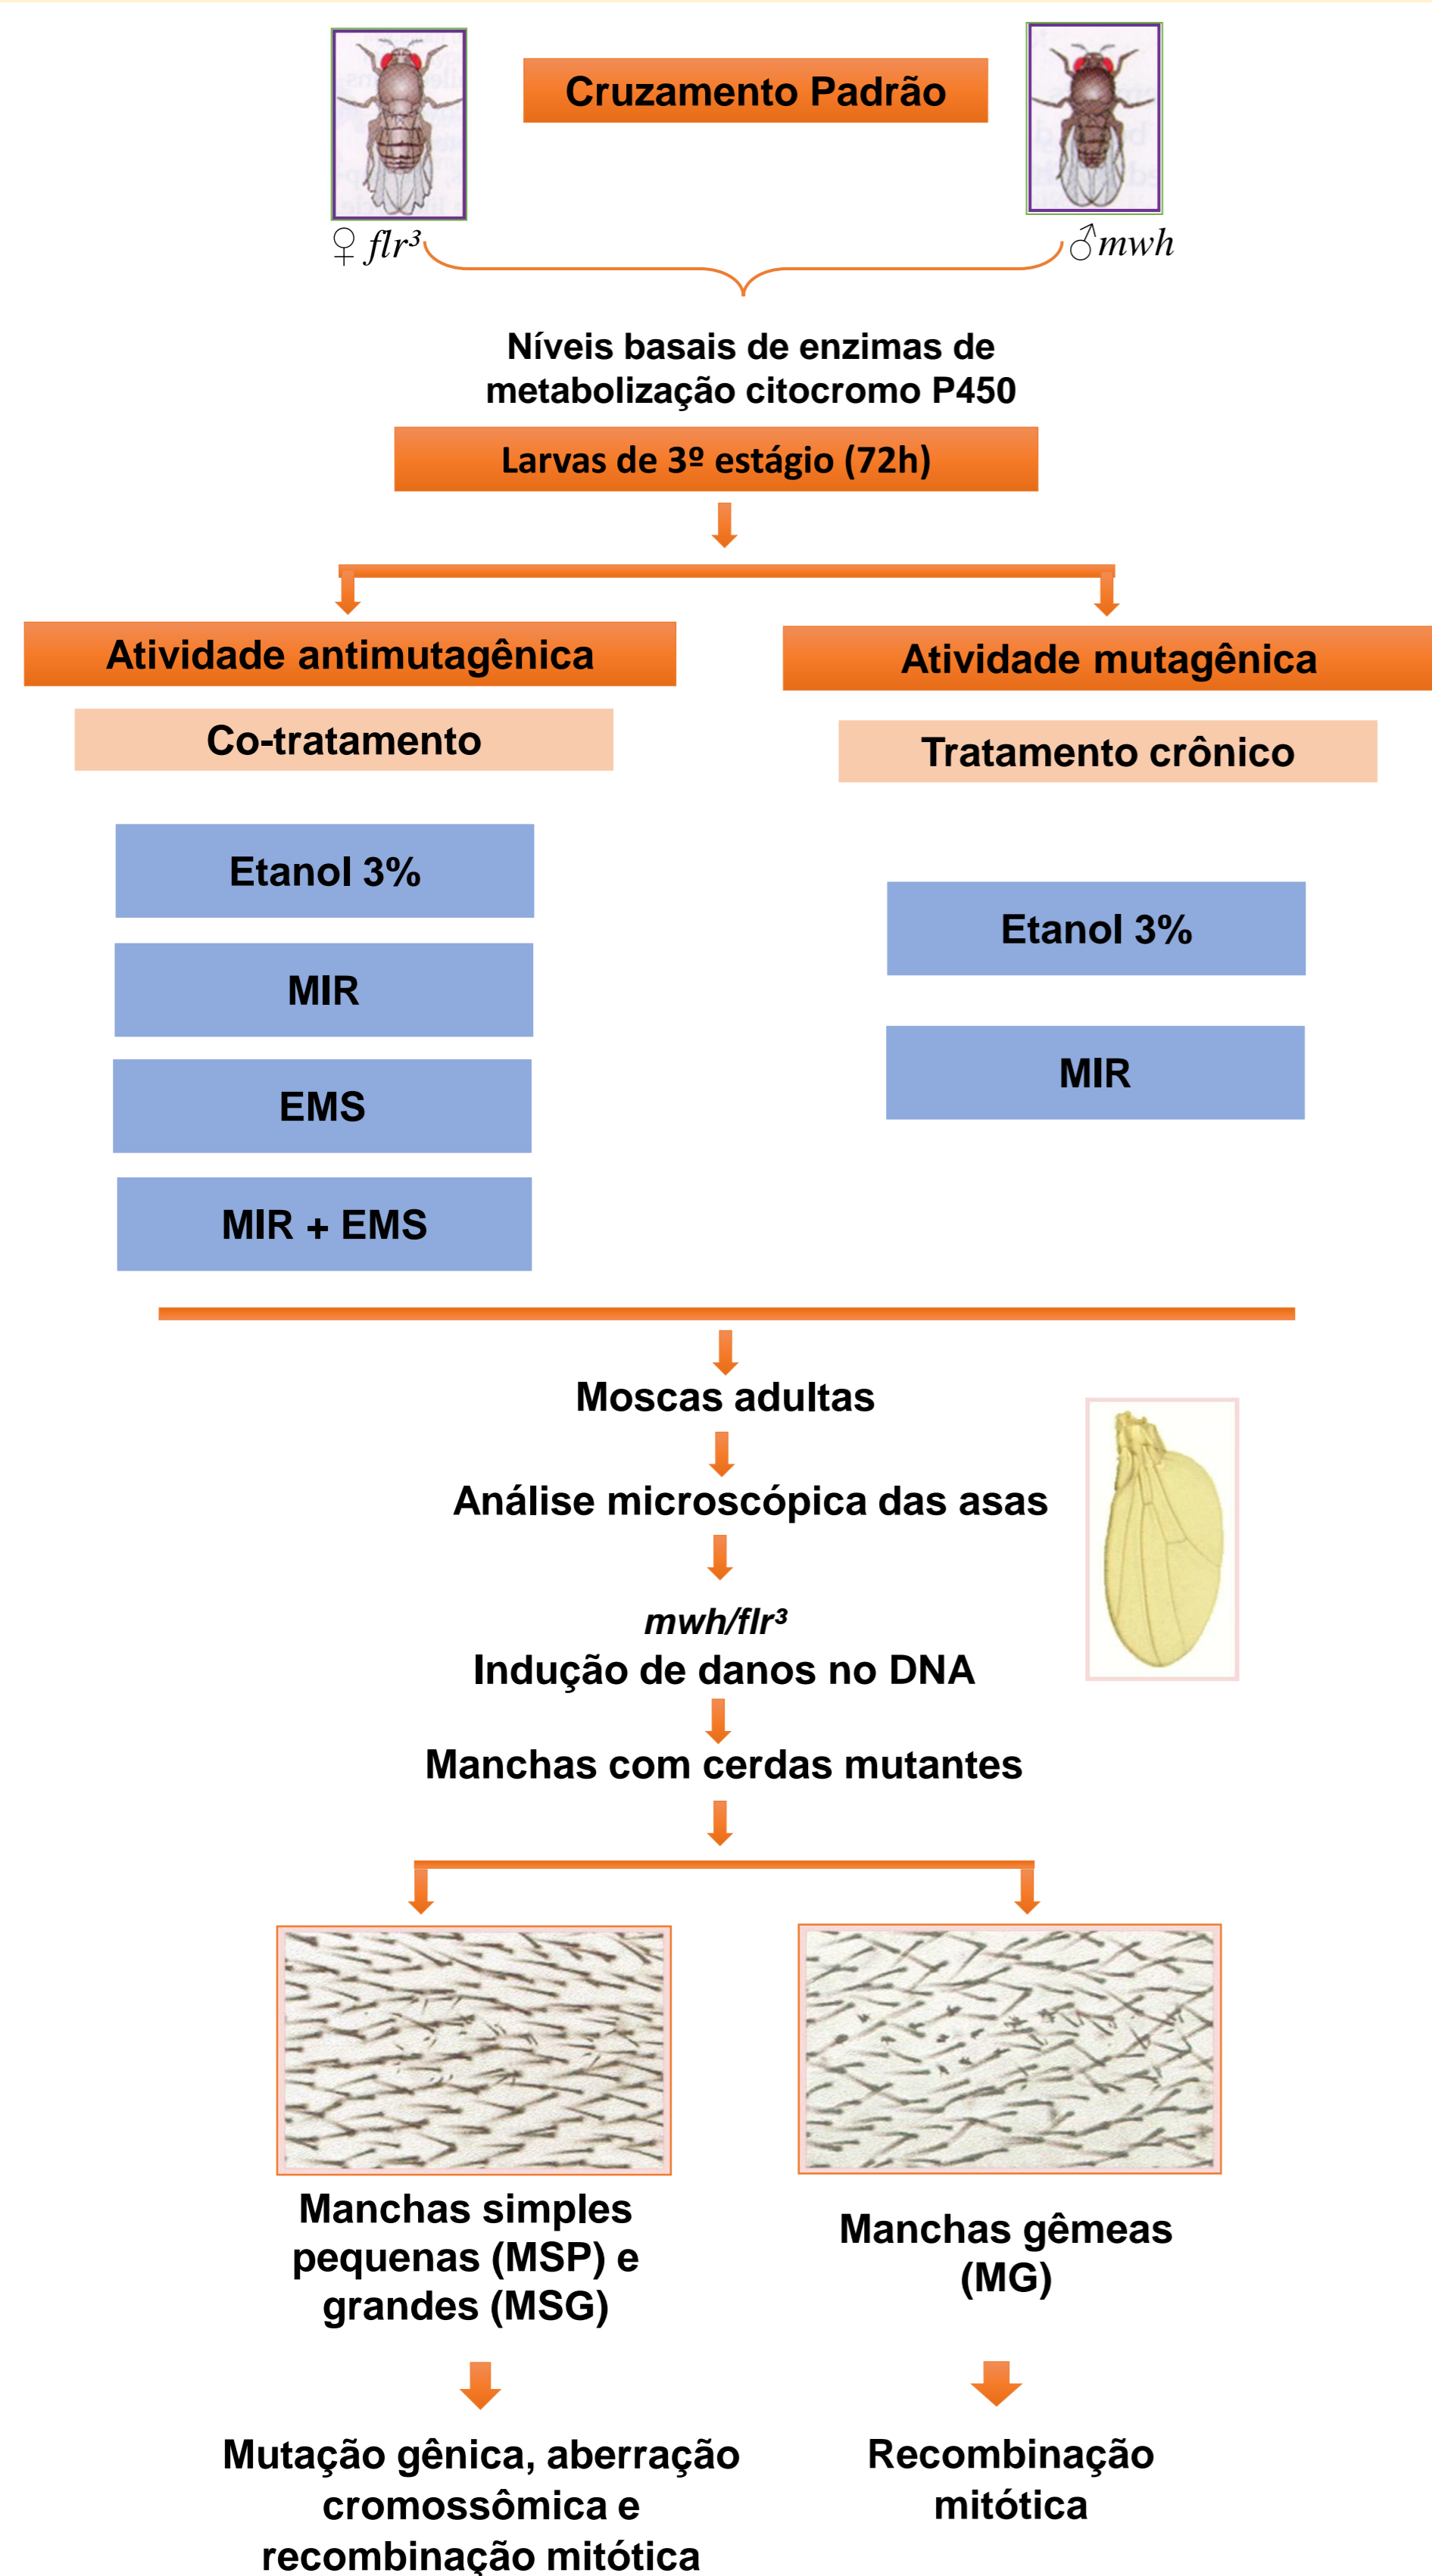 Cruzamento Padrão
♀ flr³
♂mwh
Níveis basais de enzimas de
metabolização citocromo P450
Larvas de 3º estágio (72h)
Atividade antimutagênica
Co-tratamento
Etanol 3%
MIR
EMS
MIR + EMS
Atividade mutagênica
Tratamento crônico
Etanol 3%
MIR
Moscas adultas
Análise microscópica das asas
mwh/flr³
Indução de danos no DNA
Manchas com cerdas mutantes
Manchas simples
pequenas (MSP) e
grandes (MSG)
Mutação gênica, aberração
cromossômica e
recombinação mitótica
Manchas gêmeas
(MG)
Recombinação
mitótica